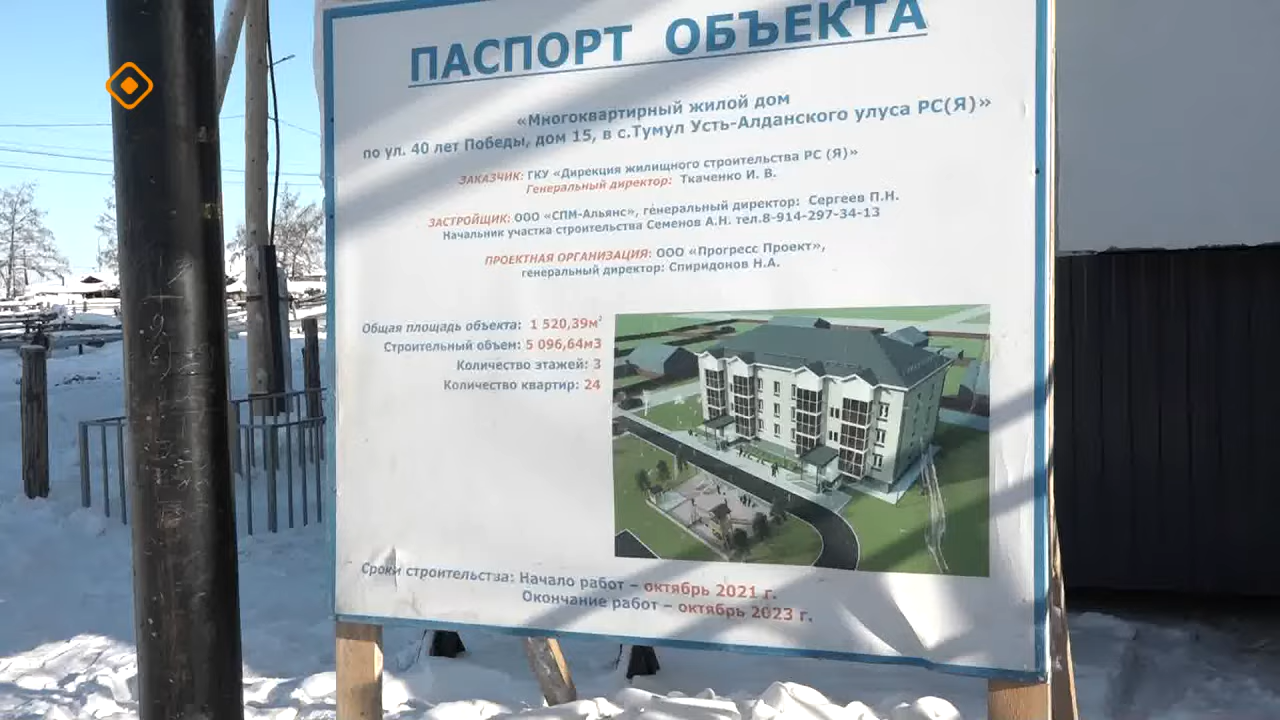 ПАСПОРТ ОБЪЕКТА
«Многоквартирный жилой дом
по ул. 40 лет Победы, дом 15, в с.Тумул Усть-Алданского улуса РС(Я)»
ЗАКАЗЧИК: ГКУ «Дирекция жилищного строительства РС (Я)»
Генеральный директор: Ткаченко И. В.
ЗАСТРОЙЩИК: ООО «СПМ-Альянс», генеральный директор: Сергеев П.Н.
Начальник участка строительства Семенов А.Н. тел.8-914-297-34-13
ПРОЕКТНАЯ ОРГАНИЗАЦИЯ: ООО «Прогресс Проект»,
генеральный директор: Спиридонов Н.А.
Общая площадь объекта: 1 520,39м²
Строительный объем: 5 096,64м3
Количество этажей: 3
Количество квартир: 24
Сроки строительства: Начало работ – октябрь 2021 г.
Окончание работ – октябрь 2023 г.